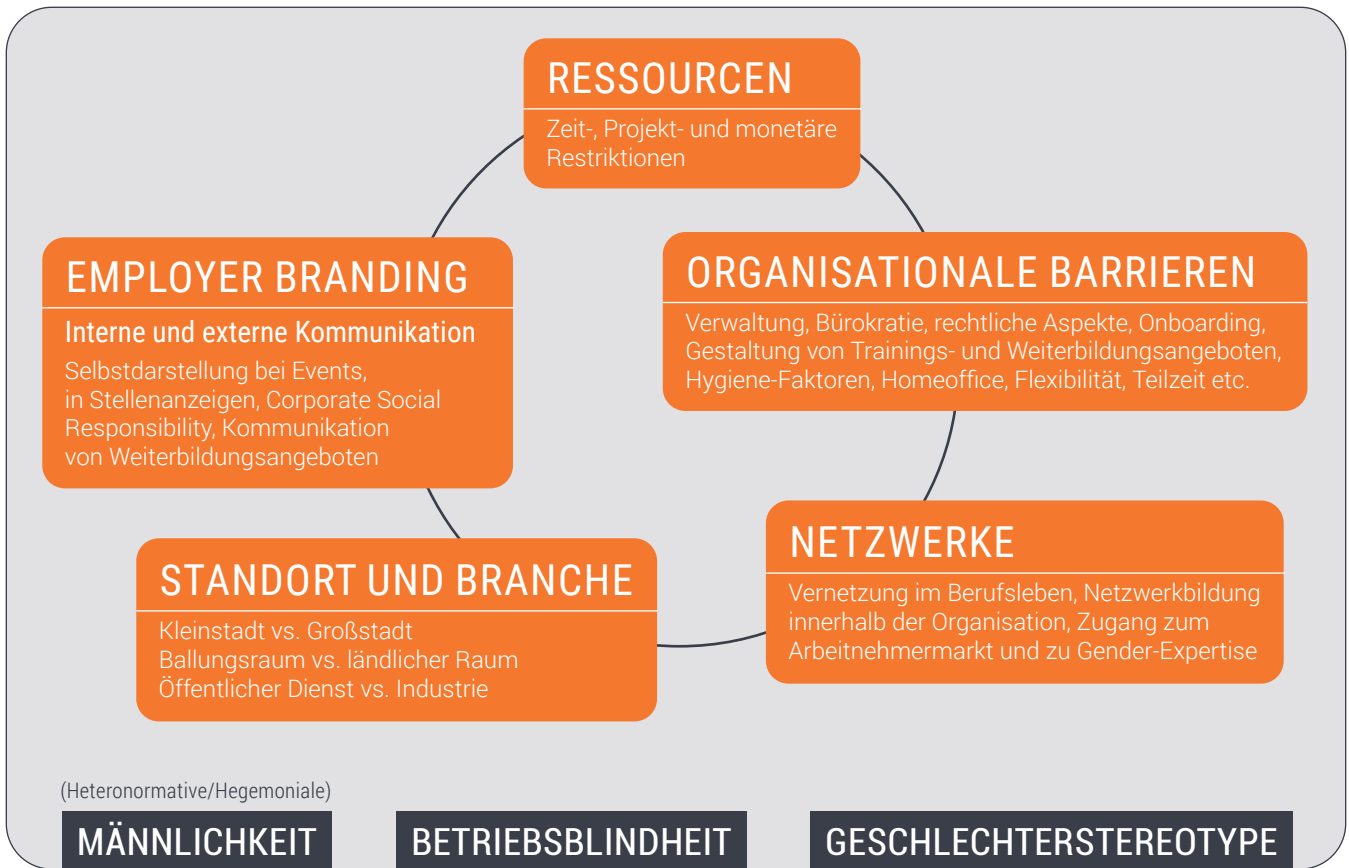 RESSOURCEN
Zeit-, Projekt- und monetäre
Restriktionen
EMPLOYER BRANDING
Interne und externe Kommunikation
Selbstdarstellung bei Events,
in Stellenanzeigen, Corporate Social
Responsibility, Kommunikation
von Weiterbildungsangeboten
ORGANISATIONALE BARRIEREN
Verwaltung, Bürokratie, rechtliche Aspekte, Onboarding,
Gestaltung von Trainings- und Weiterbildungsangeboten,
Hygiene-Faktoren, Homeoffice, Flexibilität, Teilzeit etc.
STANDORT UND BRANCHE
Kleinstadt vs. Großstadt
Ballungsraum vs. ländlicher Raum
Öffentlicher Dienst vs. Industrie
NETZWERKE
Vernetzung im Berufsleben, Netzwerkbildung
innerhalb der Organisation, Zugang zum
Arbeitnehmermarkt und zu Gender-Expertise
(Heteronormative/Hegemoniale)
MÄNNLICHKEIT
BETRIEBSBLINDHEIT
GESCHLECHTERSTEREOTYPE